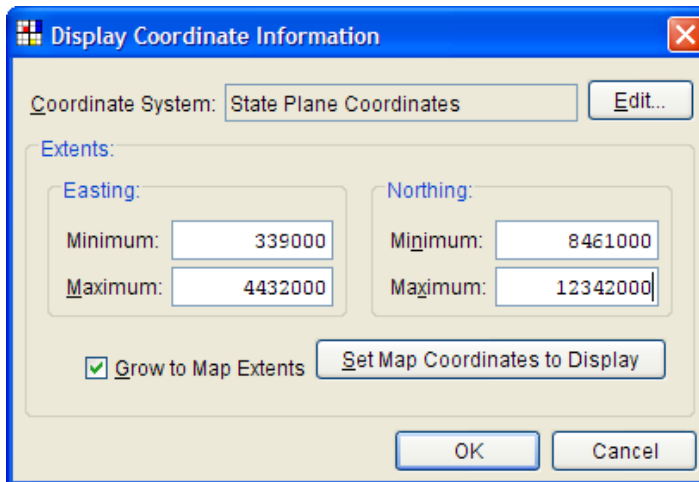 Display Coordinate Information
Coordinate System: State Plane Coordinates Edit...
Extents:
Easting: Northing:
Minimum: 339000 Minimum: 8461000
Maximum: 4432000 Maximum: 12342000
Grow to Map Extents Set Map Coordinates to Display
OK Cancel